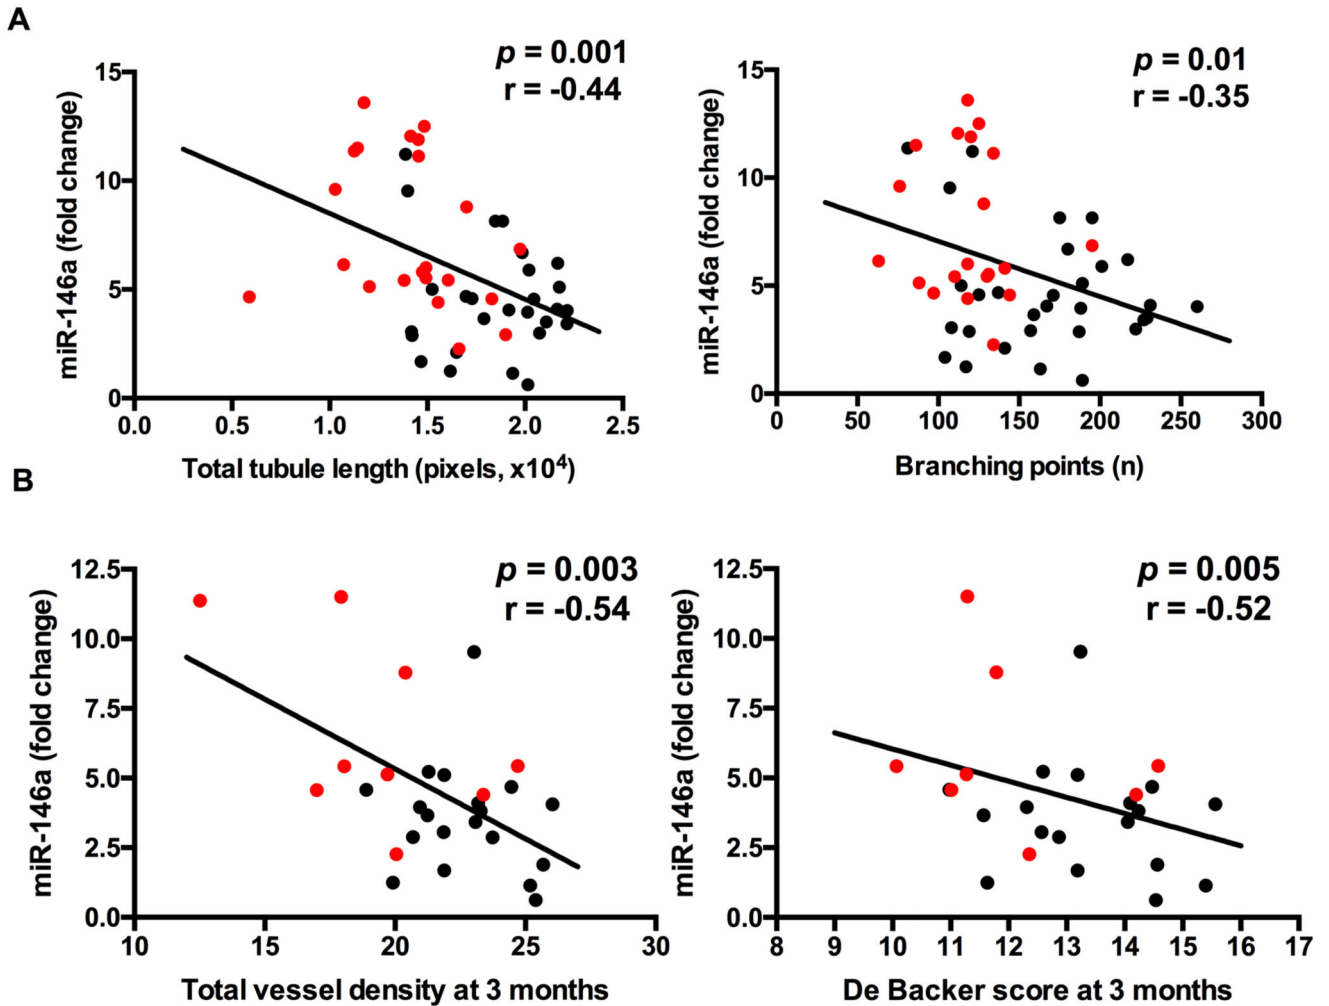 A
p = 0.001
r = -0.44
miR-146a (fold change)
15
10
5
0
0.0 0.5 1.0 1.5 2.0 2.5
Total tubule length (pixels, x10⁴)
p = 0.01
r = -0.35
miR-146a (fold change)
15
10
5
0
0 50 100 150 200 250 300
Branching points (n)
B
p = 0.003
r = -0.54
miR-146a (fold change)
12.5
10.0
7.5
5.0
2.5
0.0
10 15 20 25 30
Total vessel density at 3 months
p = 0.005
r = -0.52
miR-146a (fold change)
12.5
10.0
7.5
5.0
2.5
0.0
8 9 10 11 12 13 14 15 16 17
De Backer score at 3 months